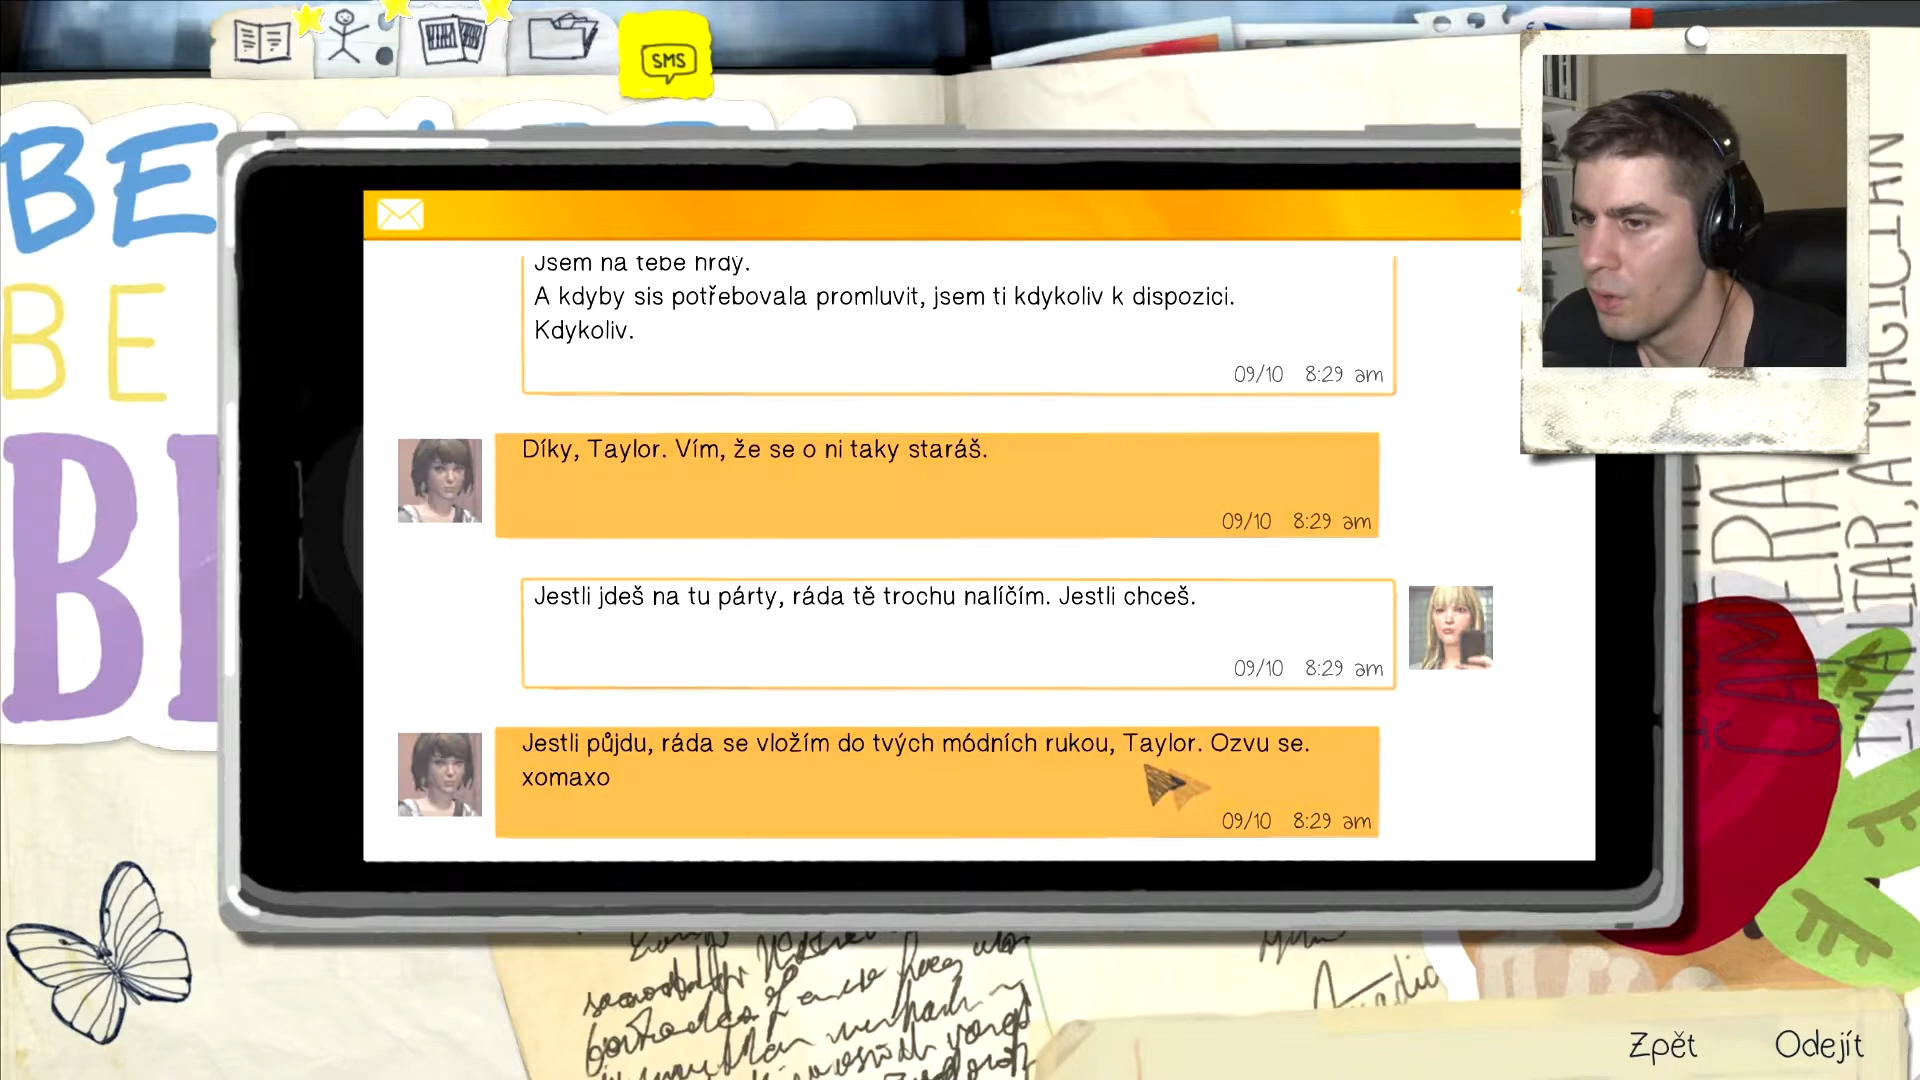 SMS
BE
BE
Jsem na tebe hrdý.
A kdyby sis potřebovala promluvit, jsem ti kdykoliv k dispozici.
Kdykoliv.
09/10 8:29 am
Díky, Taylor. Vím, že se o ni taky staráš.
09/10 8:29 am
Jestli jdeš na tu párty, ráda tě trochu nalíčím. Jestli chceš.
09/10 8:29 am
Jestli půjdu, ráda se vložím do tvých módních rukou, Taylor. Ozvu se.
xomaxo
09/10 8:29 am
A MAGICIAN
LIAR,
Zpět
Odejít